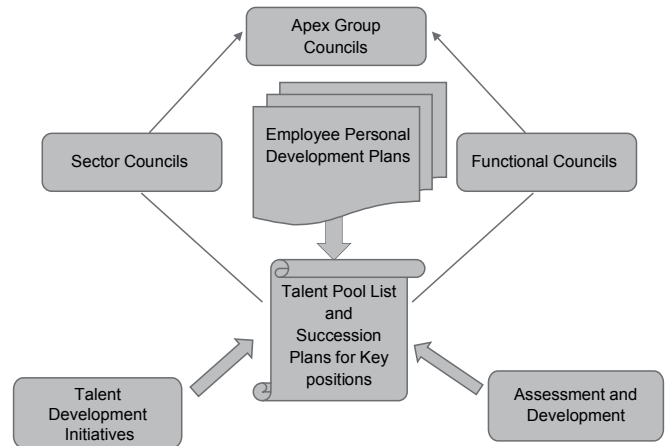 Apex Group
Councils
Employee Personal
Development Plans
Sector Councils
Functional Councils
Talent Pool List
and
Succession
Plans for Key
positions
Talent
Development
Initiatives
Assessment and
Development